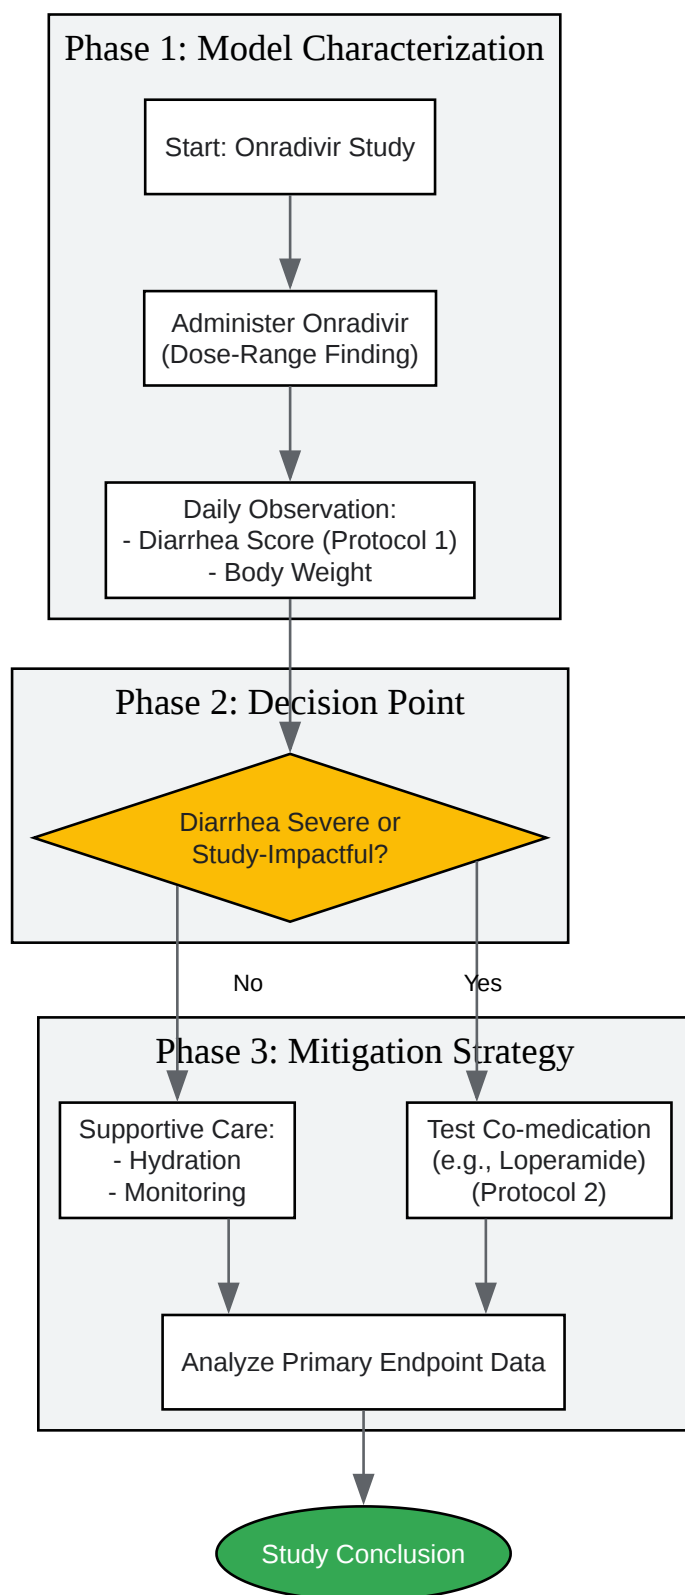 Phase 1: Model Characterization
Start: Onradivir Study
Administer Onradivir
(Dose-Range Finding)
Daily Observation:
- Diarrhea Score (Protocol 1)
- Body Weight
Phase 2: Decision Point
Diarrhea Severe or
Study-Impactful?
No
Yes
Phase 3: Mitigation Strategy
Supportive Care:
- Hydration
- Monitoring
Test Co-medication
(e.g., Loperamide)
(Protocol 2)
Analyze Primary Endpoint Data
Study Conclusion